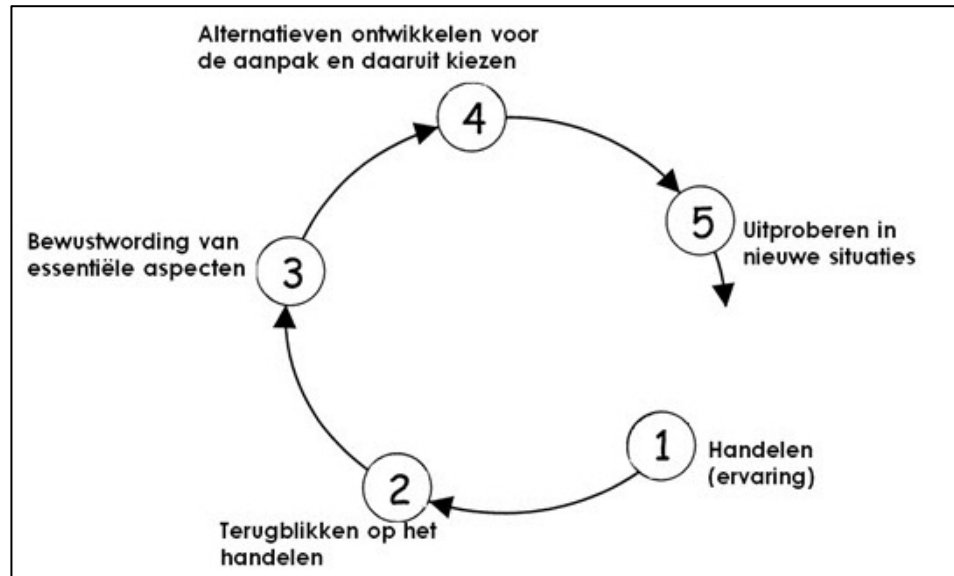 Alternatieven ontwikkelen voor
de aanpak en daaruit kiezen
4
5
Uitproberen in
nieuwe situaties
Bewustwording van
essentiële aspecten
3
1
Handelen
(ervaring)
2
Terugblikken op het
handelen